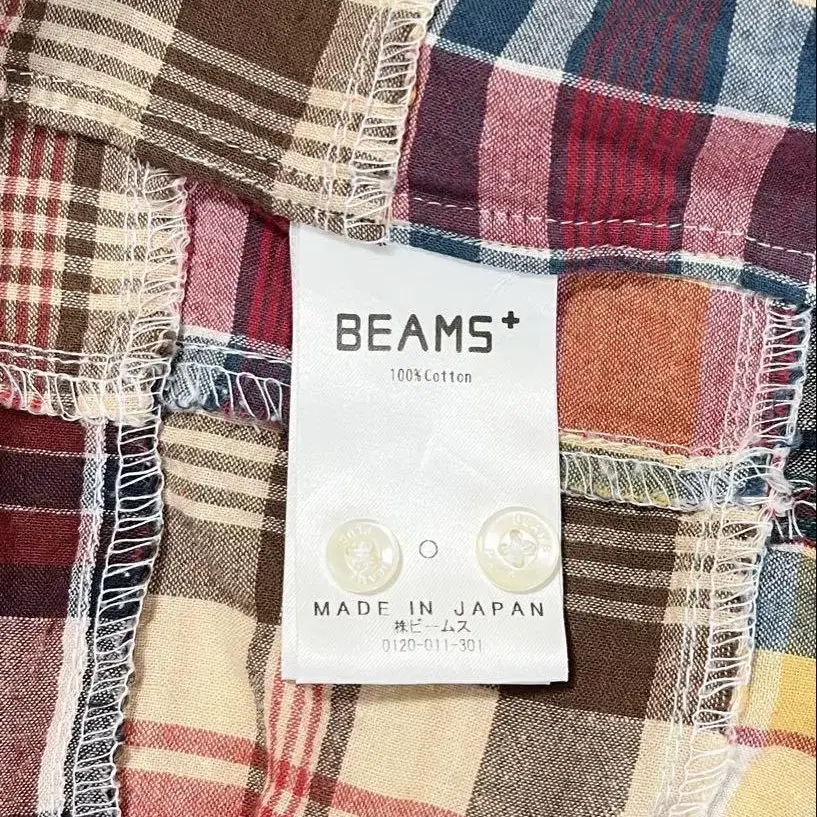 BEAMS+
100%Cotton
MADE IN JAPAN
株ビームス
0120-011-301